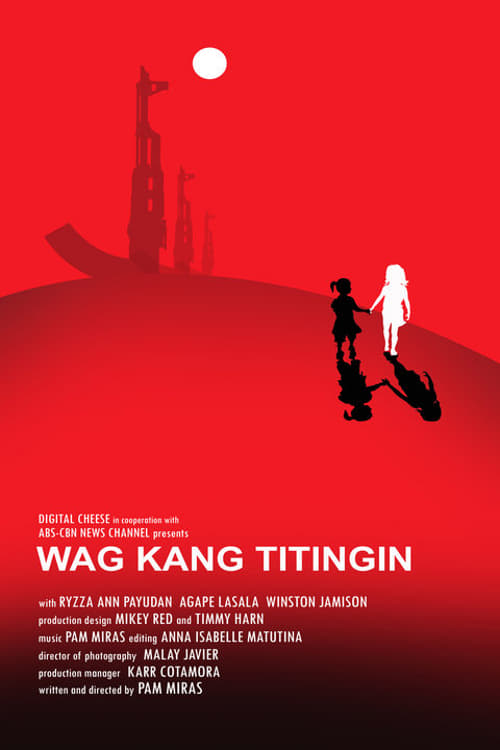 DIGITAL CHEESE in cooperation with
ABS-CBN NEWS CHANNEL presents
WAG KANG TITINGIN
with RYZZA ANN PAYUDAN AGAPE LASALA WINSTON JAMISON
production design MIKEY RED and TIMMY HARN
music PAM MIRAS editing ANNA ISABELLE MATUTINA
director of photography MALAY JAVIER
production manager KARR COTAMORA
written and directed by PAM MIRAS